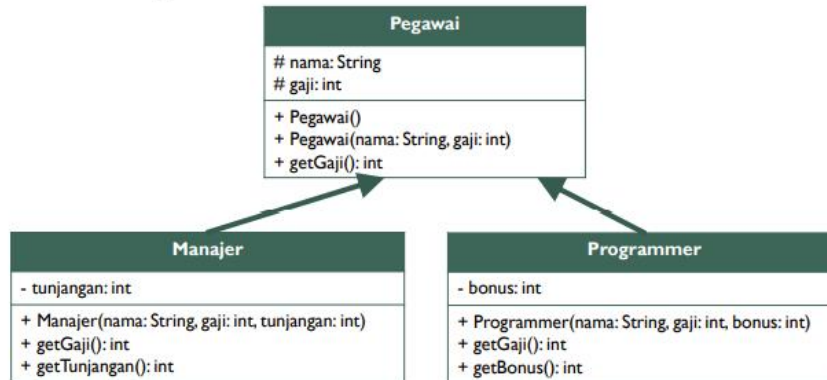 Pegawai
# nama: String
# gaji: int
+ Pegawai()
+ Pegawai(nama: String, gaji: int)
+ getGaji(): int
Manajer
- tunjangan: int
+ Manajer(nama: String, gaji: int, tunjangan: int)
+ getGaji(): int
+ getTunjangan(): int
Programmer
- bonus: int
+ Programmer(nama: String, gaji: int, bonus: int)
+ getGaji(): int
+ getBonus(): int